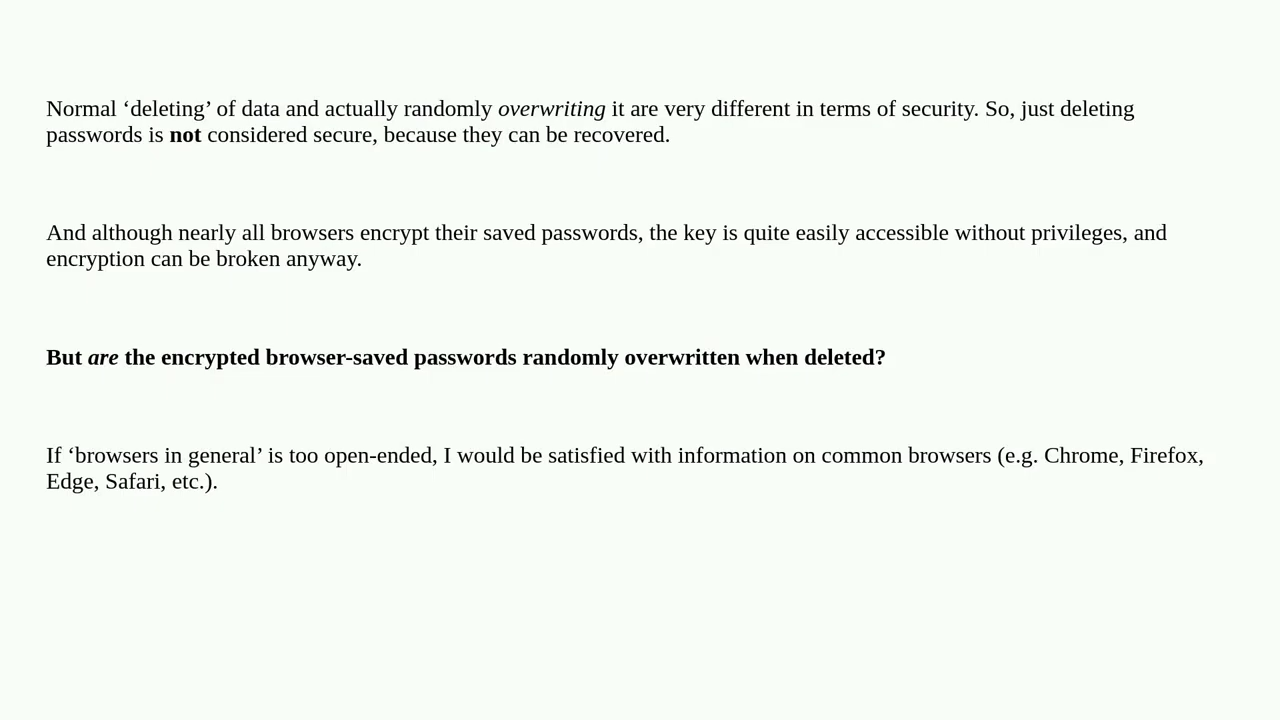 Normal ‘deleting’ of data and actually randomly overwriting it are very different in terms of security. So, just deleting
passwords is not considered secure, because they can be recovered.
And although nearly all browsers encrypt their saved passwords, the key is quite easily accessible without privileges, and
encryption can be broken anyway.
But are the encrypted browser-saved passwords randomly overwritten when deleted?
If ‘browsers in general’ is too open-ended, I would be satisfied with information on common browsers (e.g. Chrome, Firefox,
Edge, Safari, etc.).